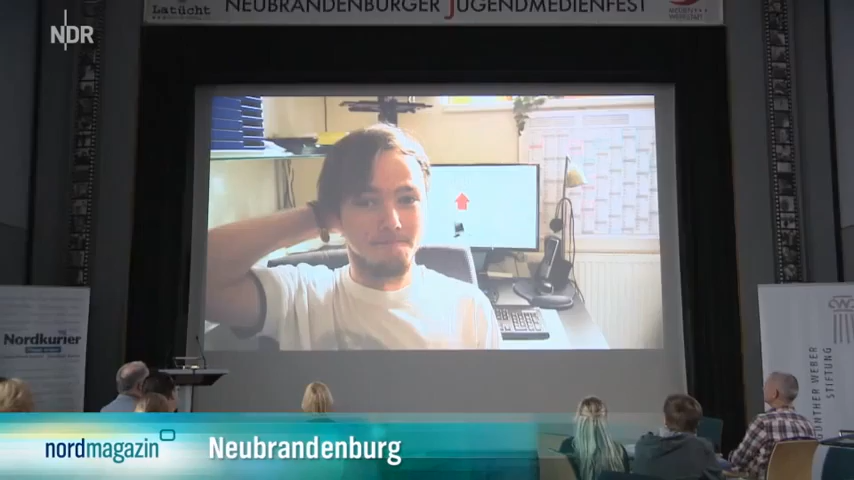 NDR
Latücht
NEUBRANDENBURGER JUGENDMEDIENFEST
Nordkurier
GÜNTHER WEBER
STIFTUNG
nordmagazin
Neubrandenburg